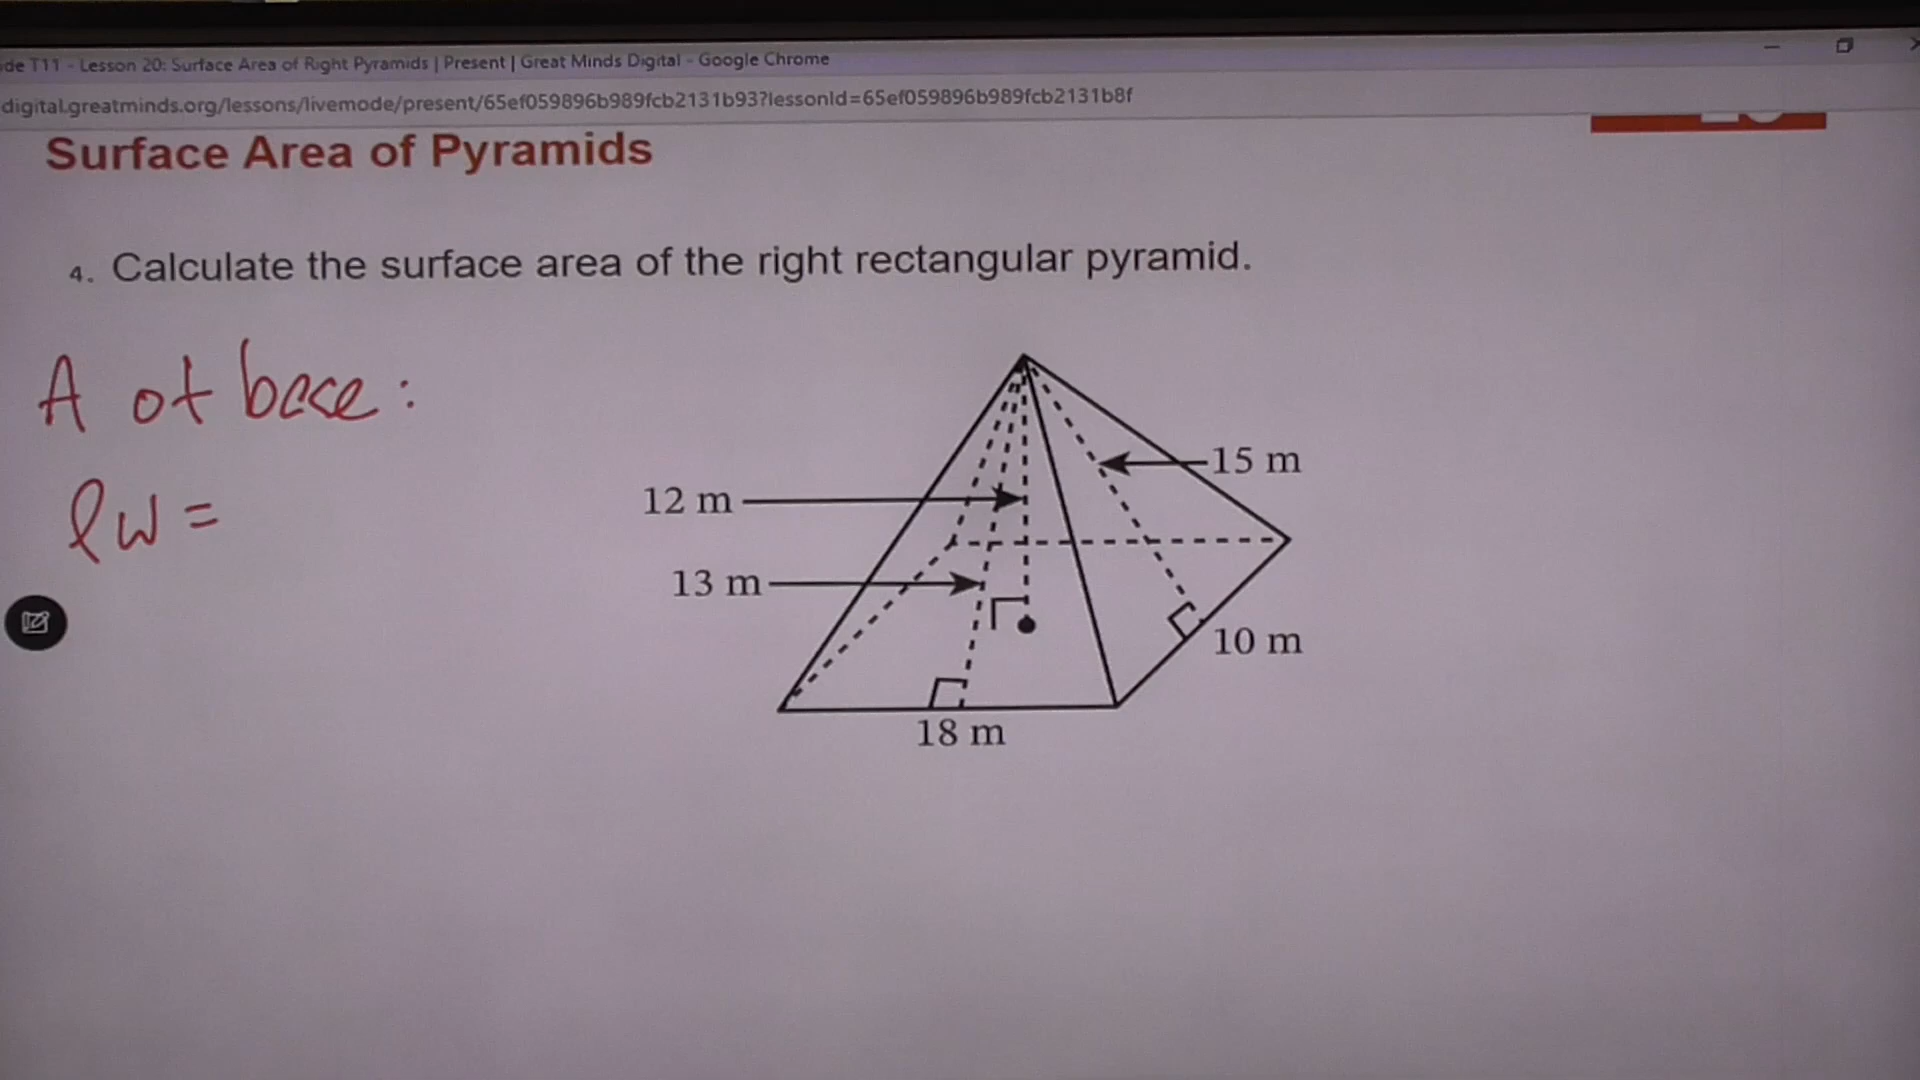 de T11 - Lesson 20: Surface Area of Right Pyramids | Present | Great Minds Digital - Google Chrome
digital.greatminds.org/lessons/livemode/present/65ef059896b989fcb2131b93?lessonId=65ef059896b989fcb2131b8f
Surface Area of Pyramids
4. Calculate the surface area of the right rectangular pyramid.
A of base:
lw =
15 m
12 m
13 m
10 m
18 m